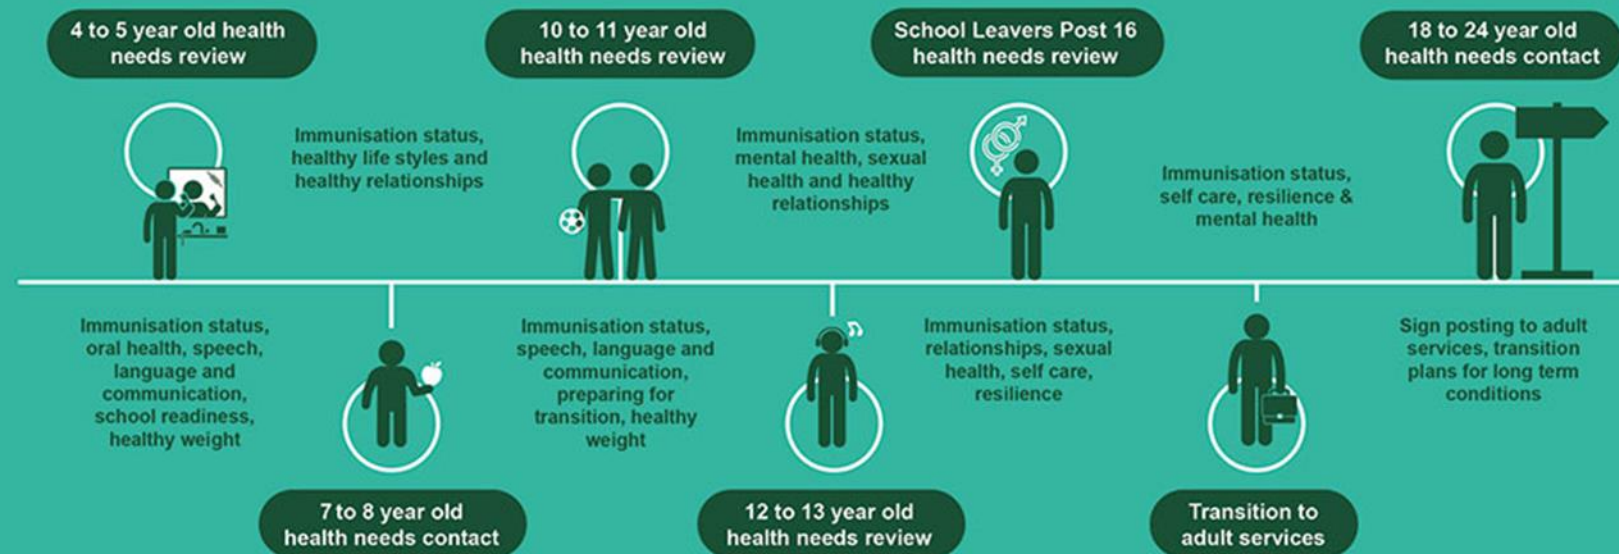 4 to 5 year old health
needs review
Immunisation status,
oral health, speech,
language and
communication,
school readiness,
healthy weight
Immunisation status,
healthy life styles and
healthy relationships
7 to 8 year old
health needs contact
10 to 11 year old
health needs review
Immunisation status,
speech, language and
communication,
preparing for
transition, healthy
weight
Immunisation status,
mental health, sexual
health and healthy
relationships
12 to 13 year old
health needs review
School Leavers Post 16
health needs review
Immunisation status,
relationships, sexual
health, self care,
resilience
Immunisation status,
self care, resilience &
mental health
Transition to
adult services
18 to 24 year old
health needs contact
Sign posting to adult
services, transition
plans for long term
conditions